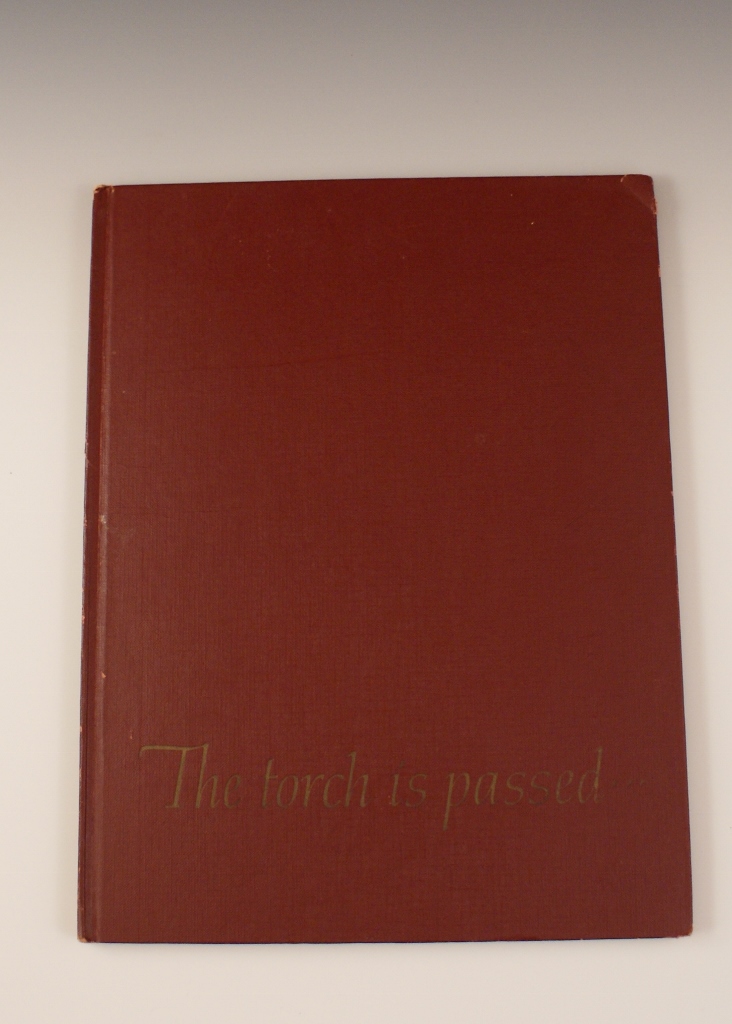 The torch is passed...